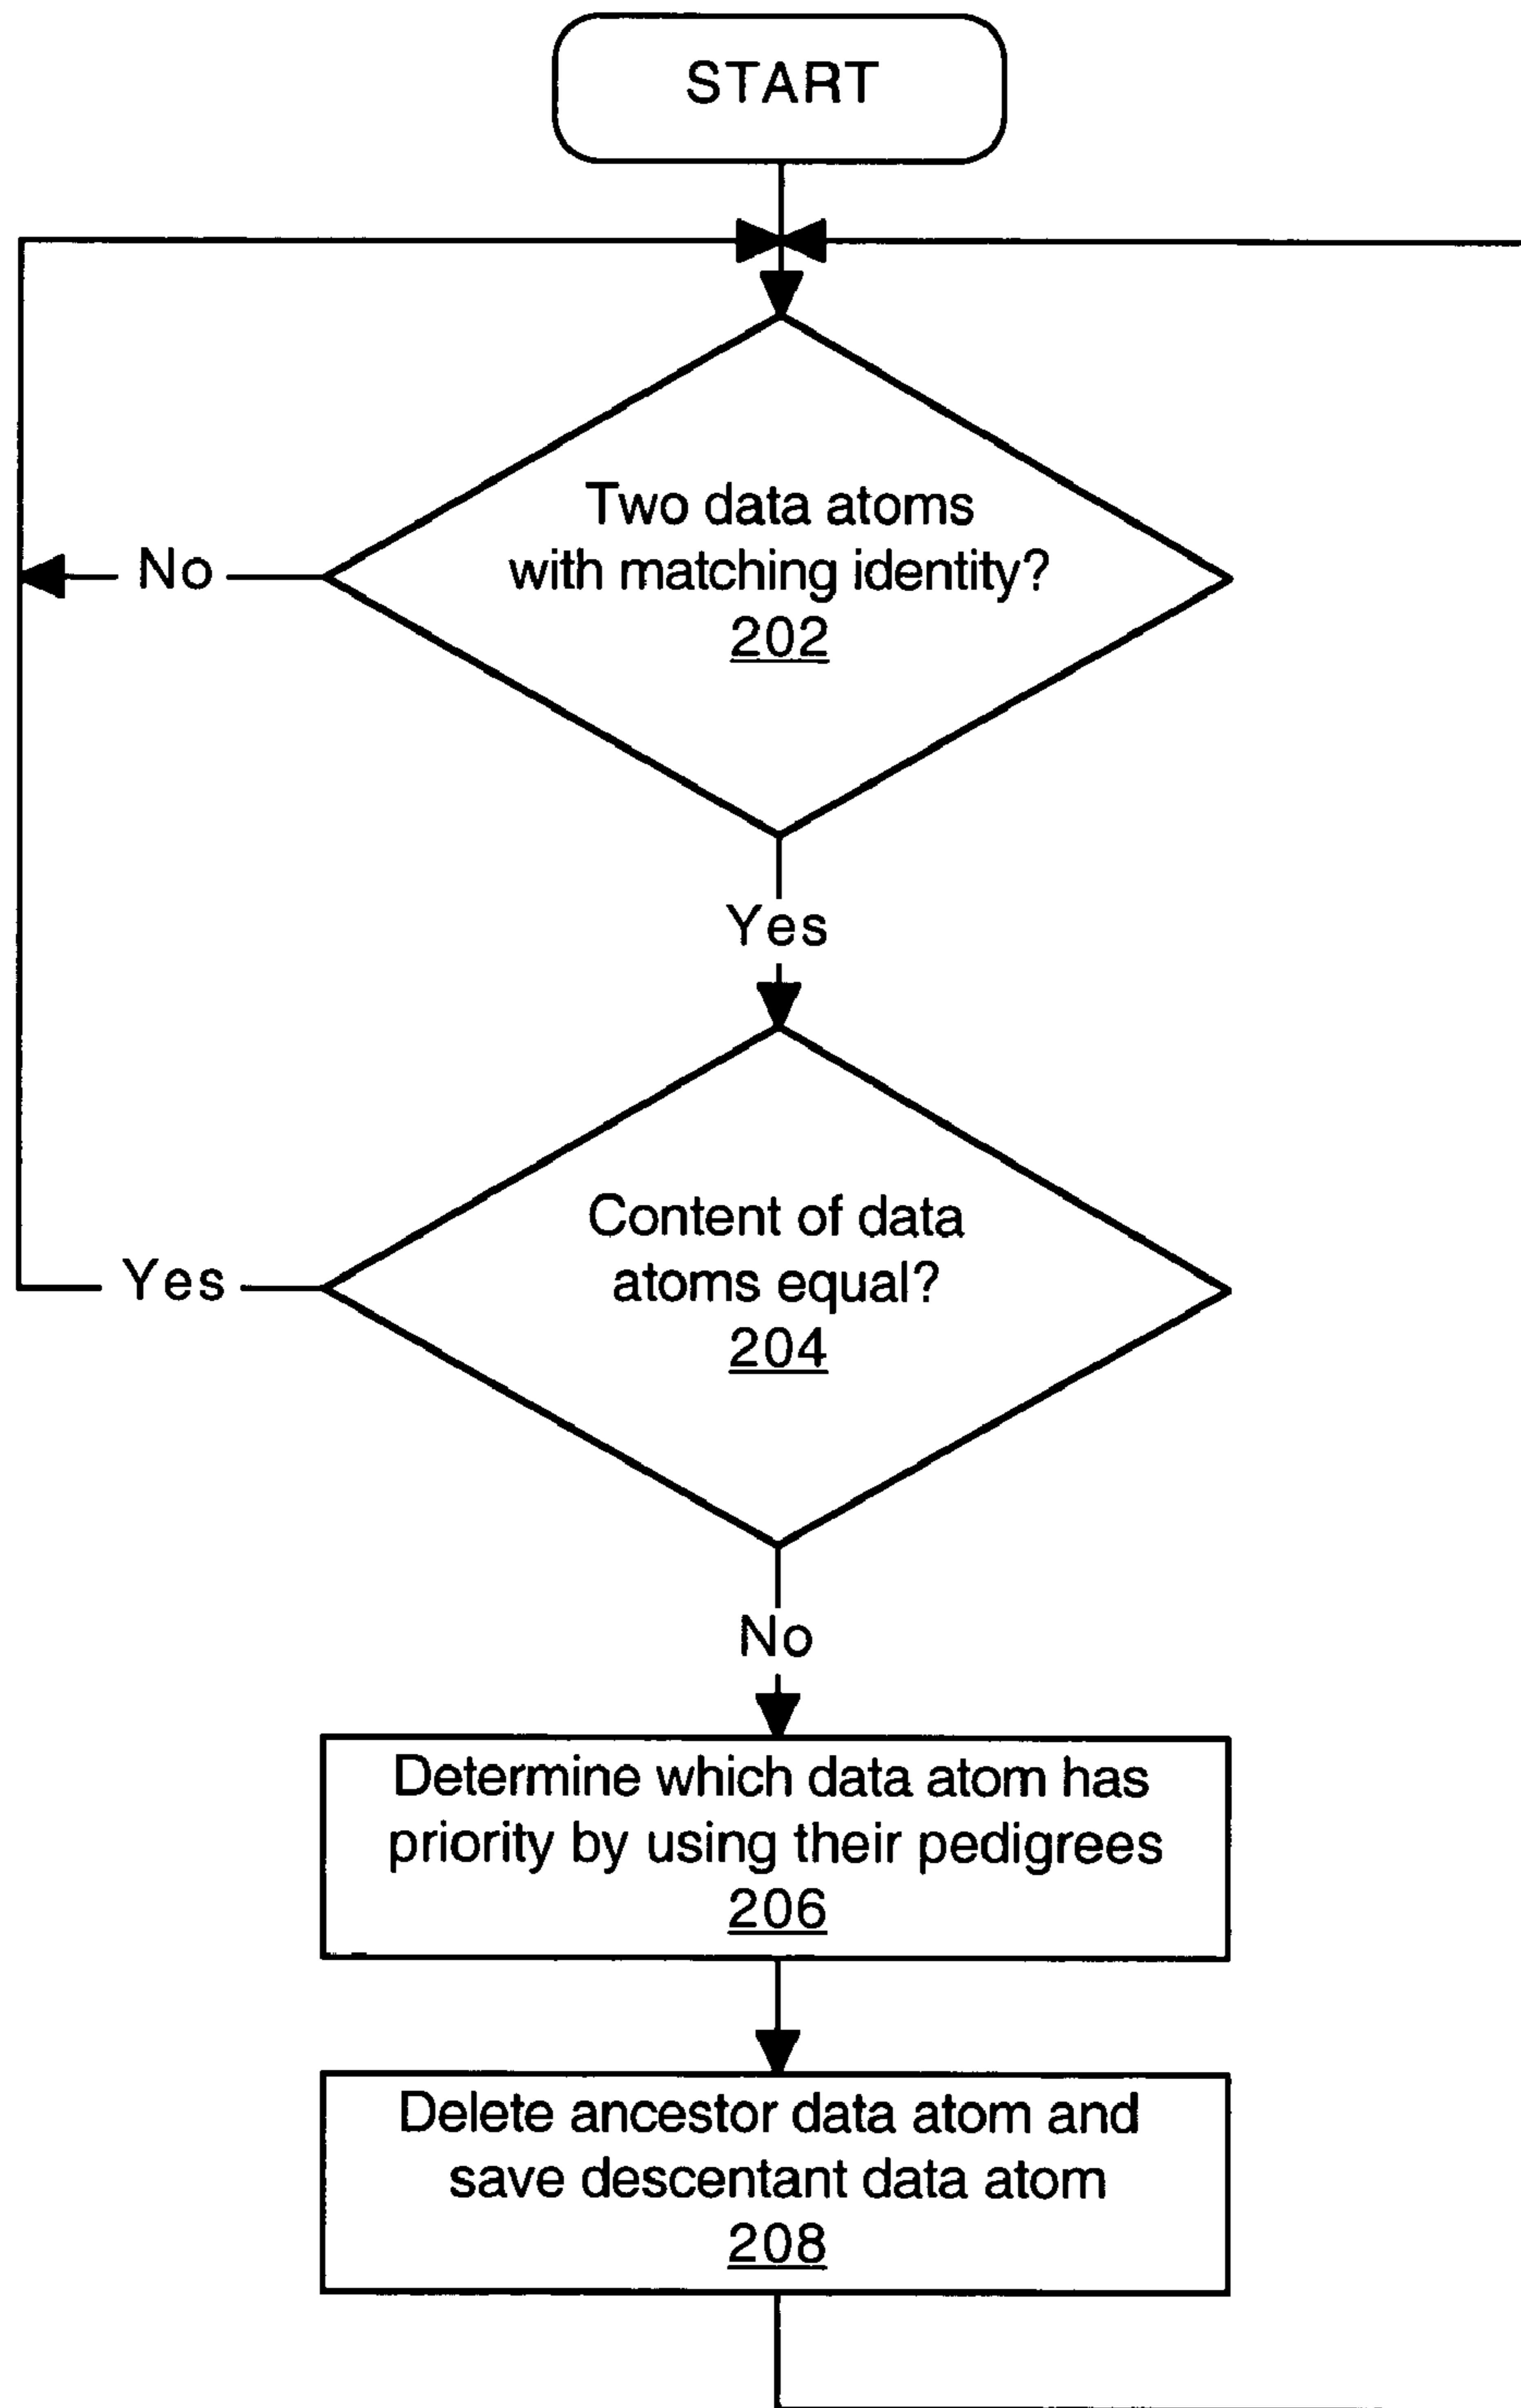 START
Two data atoms
with matching identity?
202
No
Yes
Content of data
atoms equal?
204
Yes
No
Determine which data atom has
priority by using their pedigrees
206
Delete ancestor data atom and
save descentant data atom
208